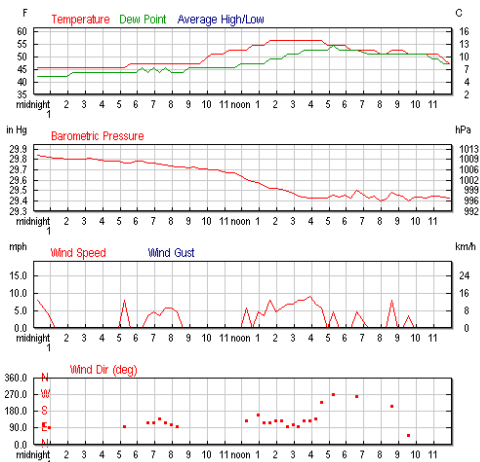 F Temperature Dew Point Average High/Low C
60 16
55 13
50 10
45 7
40 4
35 2
midnight 1 2 3 4 5 6 7 8 9 10 11 noon 1 2 3 4 5 6 7 8 9 10 11
in Hg Barometric Pressure hPa
29.9 1013
29.8 1009
29.7 1006
29.6 1002
29.5 999
29.4 996
29.3 992
midnight 1 2 3 4 5 6 7 8 9 10 11 noon 1 2 3 4 5 6 7 8 9 10 11
mph Wind Speed Wind Gust km/h
15.0 24
10.0 16
5.0 8
0.0 0
midnight 1 2 3 4 5 6 7 8 9 10 11 noon 1 2 3 4 5 6 7 8 9 10 11
Wind Dir (deg)
360.0 N
270.0 W
180.0 S
90.0 E
0.0 N
midnight 1 2 3 4 5 6 7 8 9 10 11 noon 1 2 3 4 5 6 7 8 9 10 11